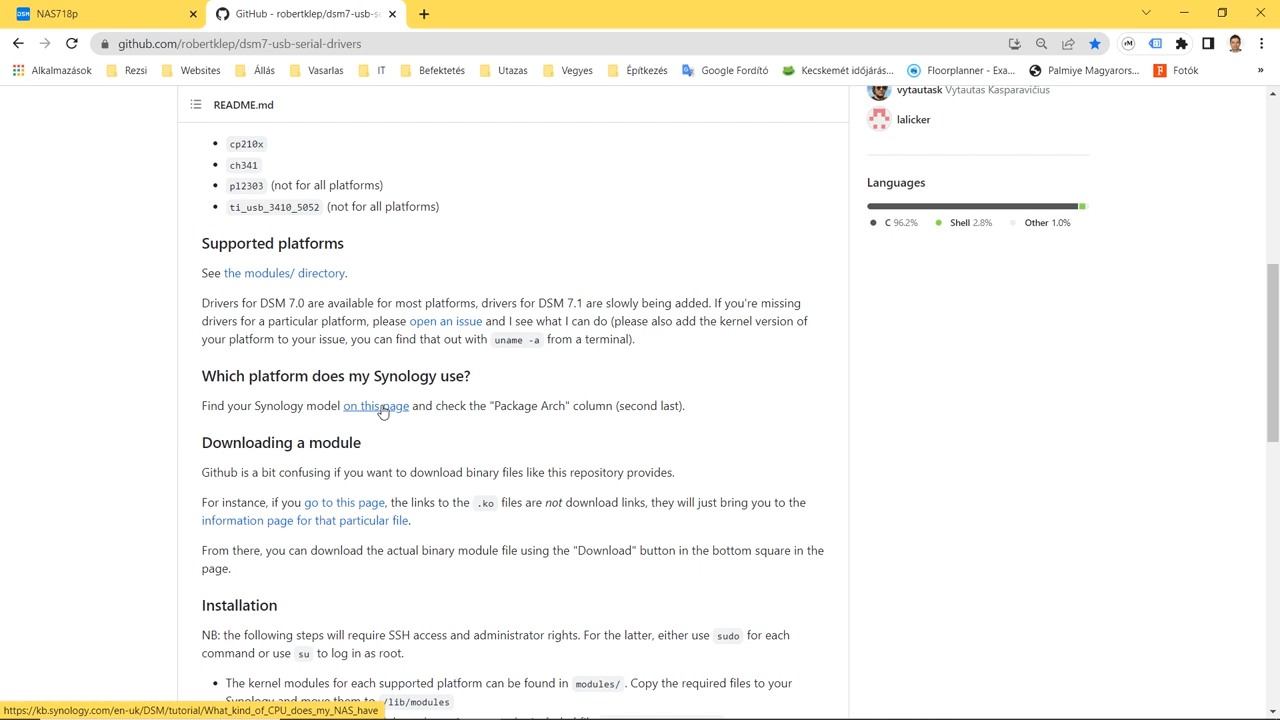 NAS718p
GitHub - robertklep/dsm7-usb-se
github.com/robertklep/dsm7-usb-serial-drivers
Alkalmazások Rezsi Websites Állás Vasarlas IT Befektetés Utazas Vegyes Építkezés Google Fordító Kecskemét időjárás... Floorplanner - Exa... Palmiye Magyarors... Fotók »
README.md
vytautask Vytautas Kasparavičius
lalicker
Languages
C 96.2% Shell 2.8% Other 1.0%
cp210x
ch341
pl2303 (not for all platforms)
ti_usb_3410_5052 (not for all platforms)
Supported platforms
See the modules/ directory.
Drivers for DSM 7.0 are available for most platforms, drivers for DSM 7.1 are slowly being added. If you're missing
drivers for a particular platform, please open an issue and I see what I can do (please also add the kernel version of
your platform to your issue, you can find that out with uname -a from a terminal).
Which platform does my Synology use?
Find your Synology model on this page and check the "Package Arch" column (second last).
Downloading a module
Github is a bit confusing if you want to download binary files like this repository provides.
For instance, if you go to this page, the links to the .ko files are not download links, they will just bring you to the
information page for that particular file.
From there, you can download the actual binary module file using the "Download" button in the bottom square in the
page.
Installation
NB: the following steps will require SSH access and administrator rights. For the latter, either use sudo for each
command or use su to log in as root.
The kernel modules for each supported platform can be found in modules/ . Copy the required files to your
Synology and move them to /lib/modules
https://kb.synology.com/en-uk/DSM/tutorial/What_kind_of_CPU_does_my_NAS_have